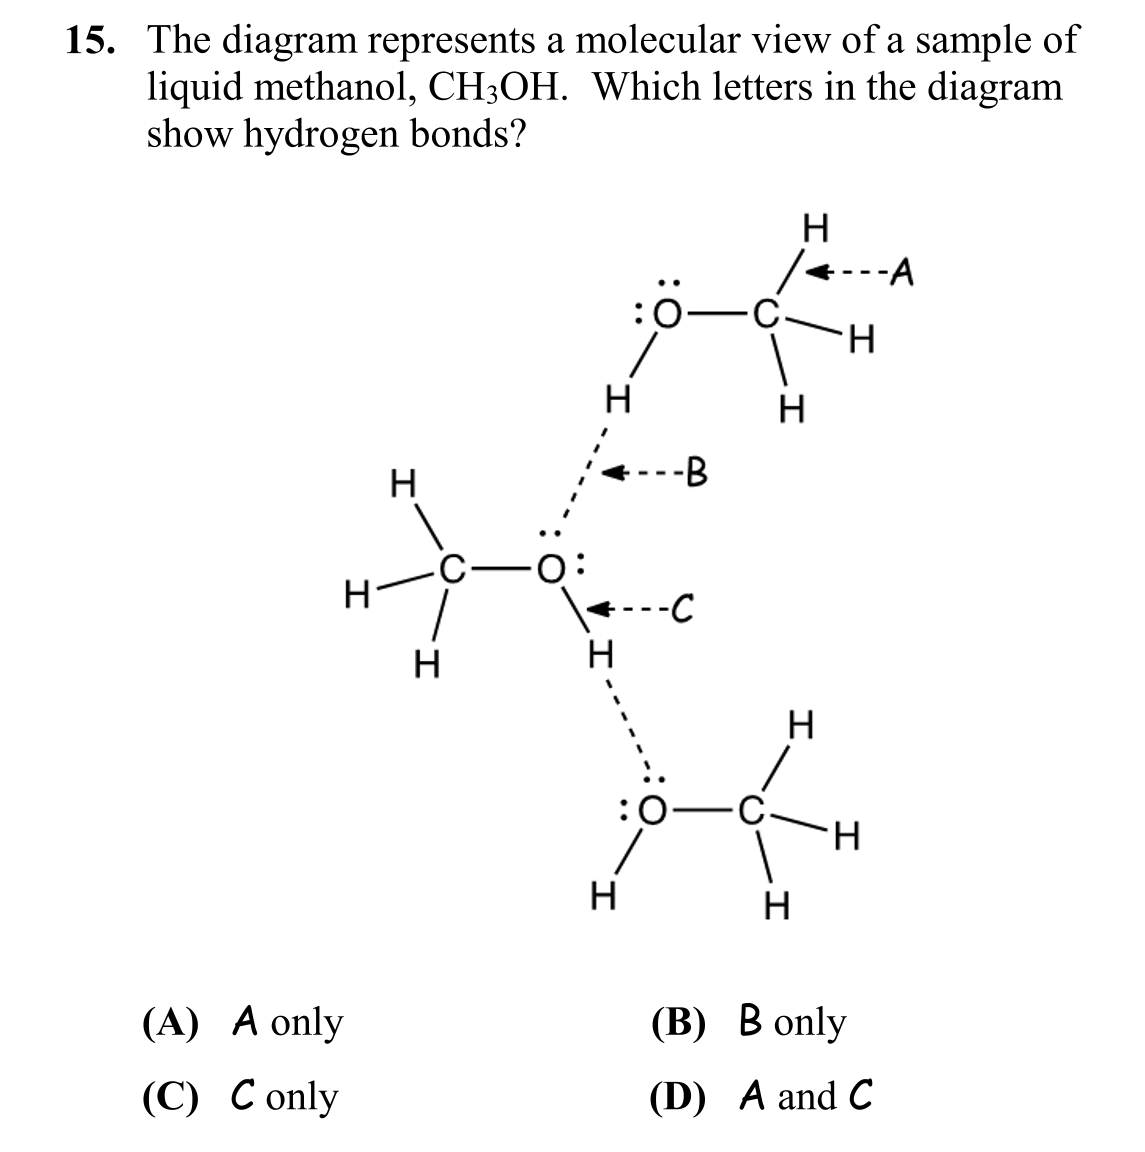 15. The diagram represents a molecular view of a sample of
liquid methanol, CH₃OH. Which letters in the diagram
show hydrogen bonds?
H
A
:Ö C
H
H H
B
H
C O:
H C
H H
H
:Ö C
H
H H
(A) A only (B) B only
(C) C only (D) A and C